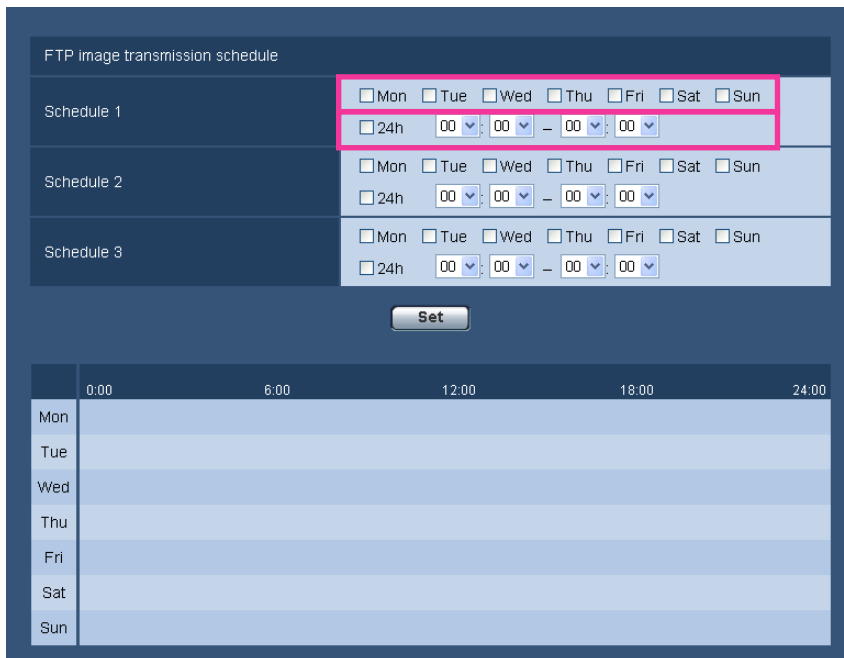 FTP image transmission schedule
Schedule 1
Mon Tue Wed Thu Fri Sat Sun
24h 00 : 00 – 00 : 00
Schedule 2
Mon Tue Wed Thu Fri Sat Sun
24h 00 : 00 – 00 : 00
Schedule 3
Mon Tue Wed Thu Fri Sat Sun
24h 00 : 00 – 00 : 00
Set
0:00 6:00 12:00 18:00 24:00
Mon
Tue
Wed
Thu
Fri
Sat
Sun